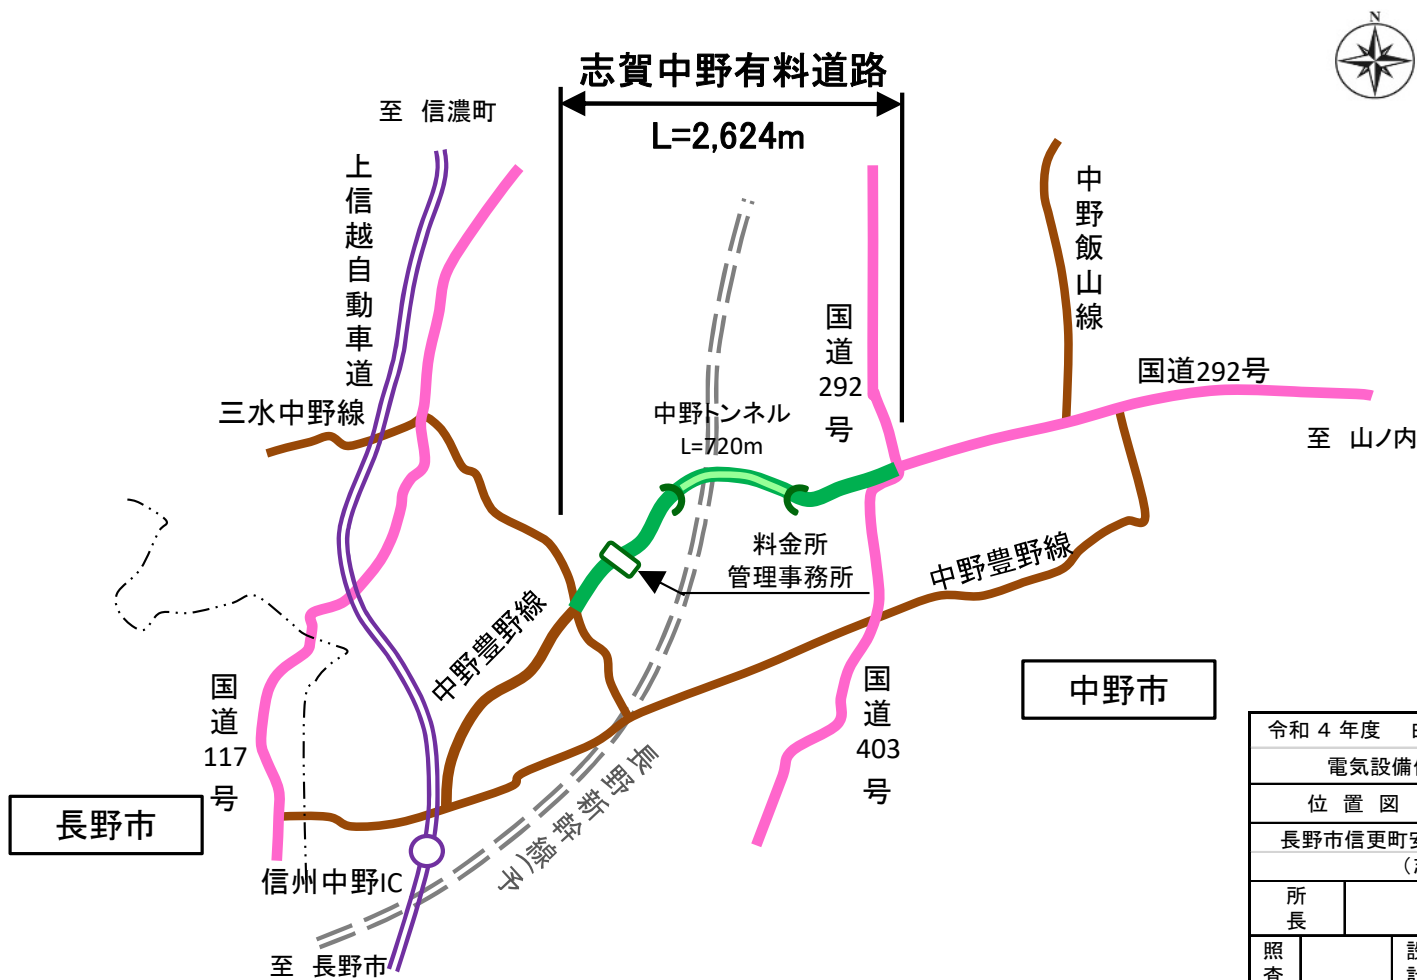 N
志賀中野有料道路
L=2,624m
至 信濃町
上信越自動車道
中野飯山線
国道292号
国道292号
至 山ノ内
三水中野線
中野トンネル
L=720m
料金所
管理事務所
中野豊野線
中野豊野線
国道117号
国道403号
中野市
長野市
長野新幹線(予
信州中野IC
至 長野市
令和 4 年度
電気設備
位 置 図
長野市信更町安
所長
照査
設計